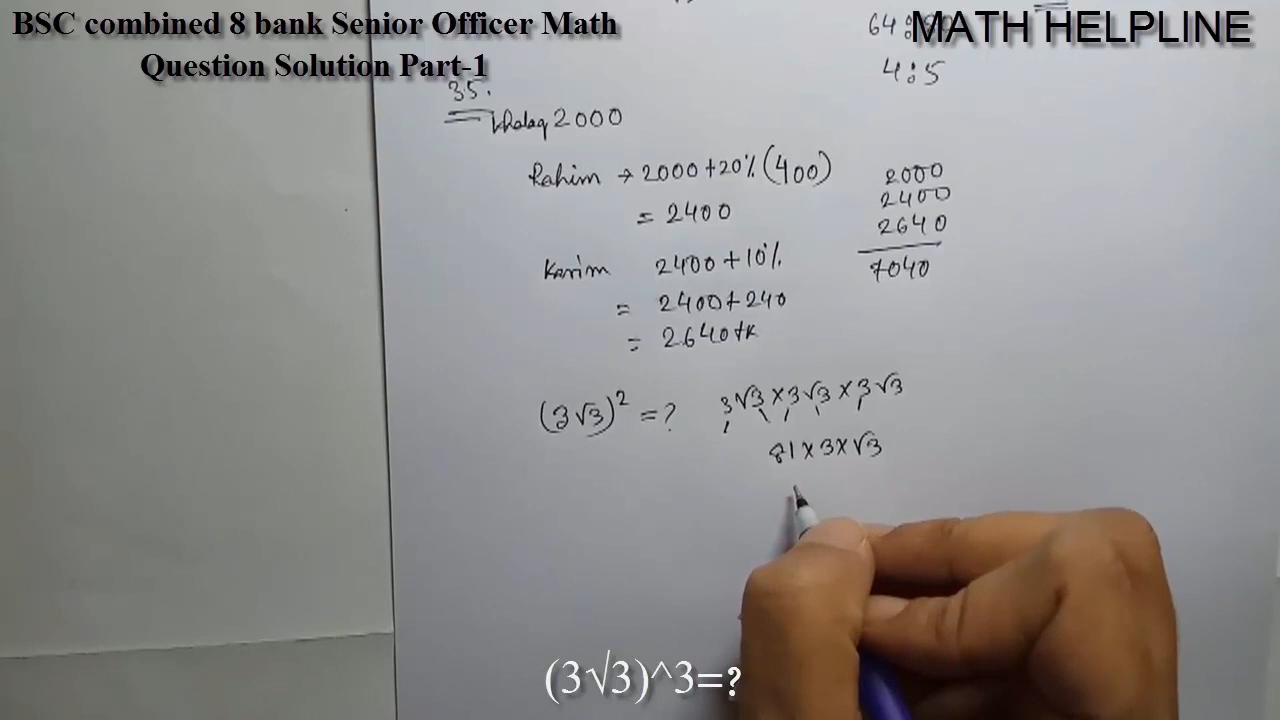 BSC combined 8 bank Senior Officer Math
Question Solution Part-1
MATH HELPLINE
4:5
35.
Khaleq 2000
Rahim → 2000+20% (400)
= 2400
2000
2400
2640
7040
Karim 2400+10%
= 2400+240
= 2640tk
(3√3)² =?
3√3×3√3×3√3
81×3×√3
(3√3)^3=?